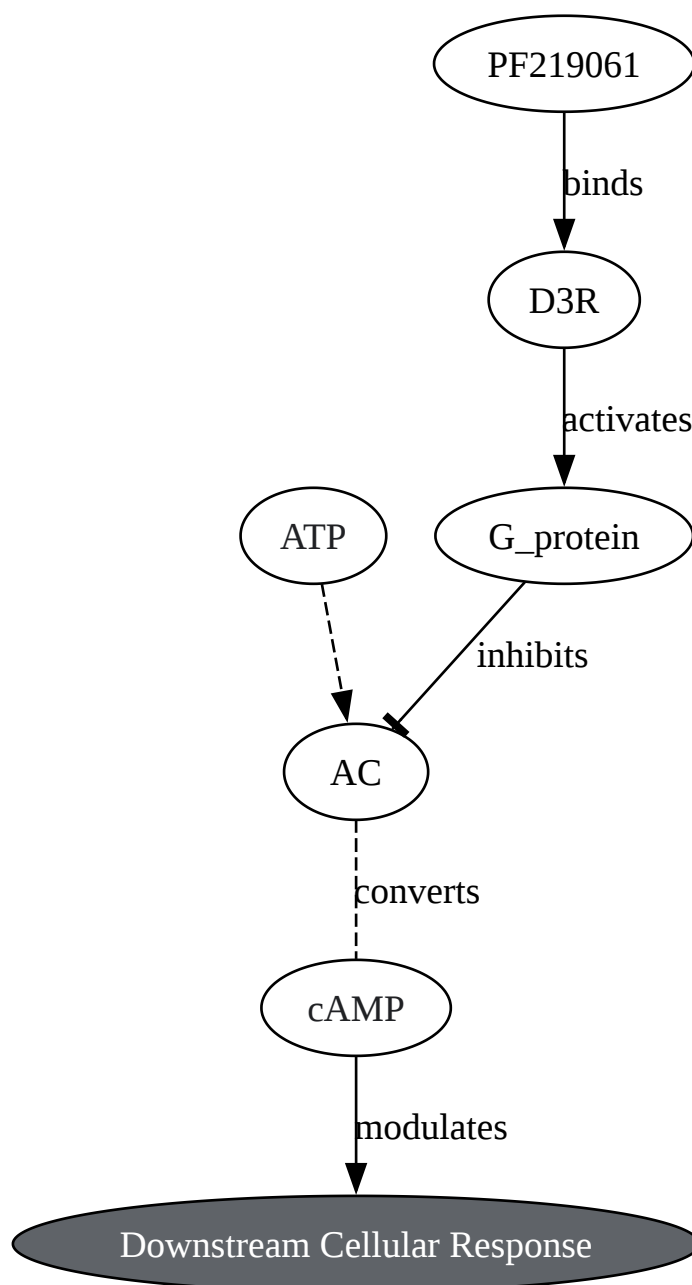 PF219061
binds
D3R
activates
ATP
G_protein
inhibits
AC
converts
cAMP
modulates
Downstream Cellular Response